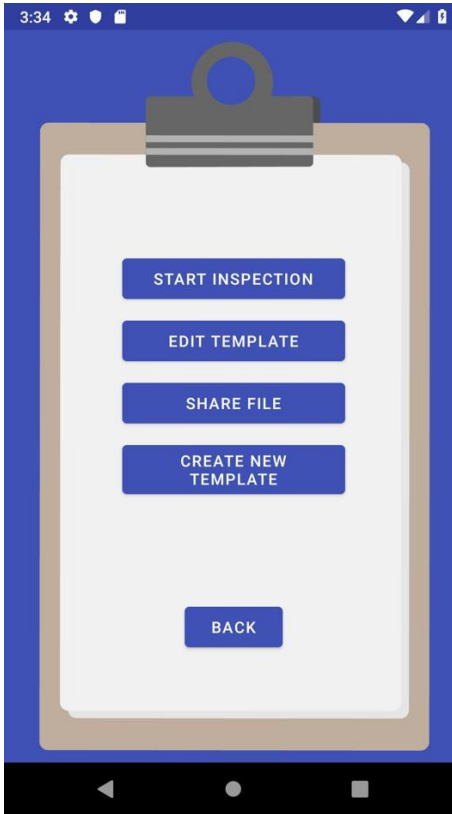 3:34
START INSPECTION
EDIT TEMPLATE
SHARE FILE
CREATE NEW
TEMPLATE
BACK